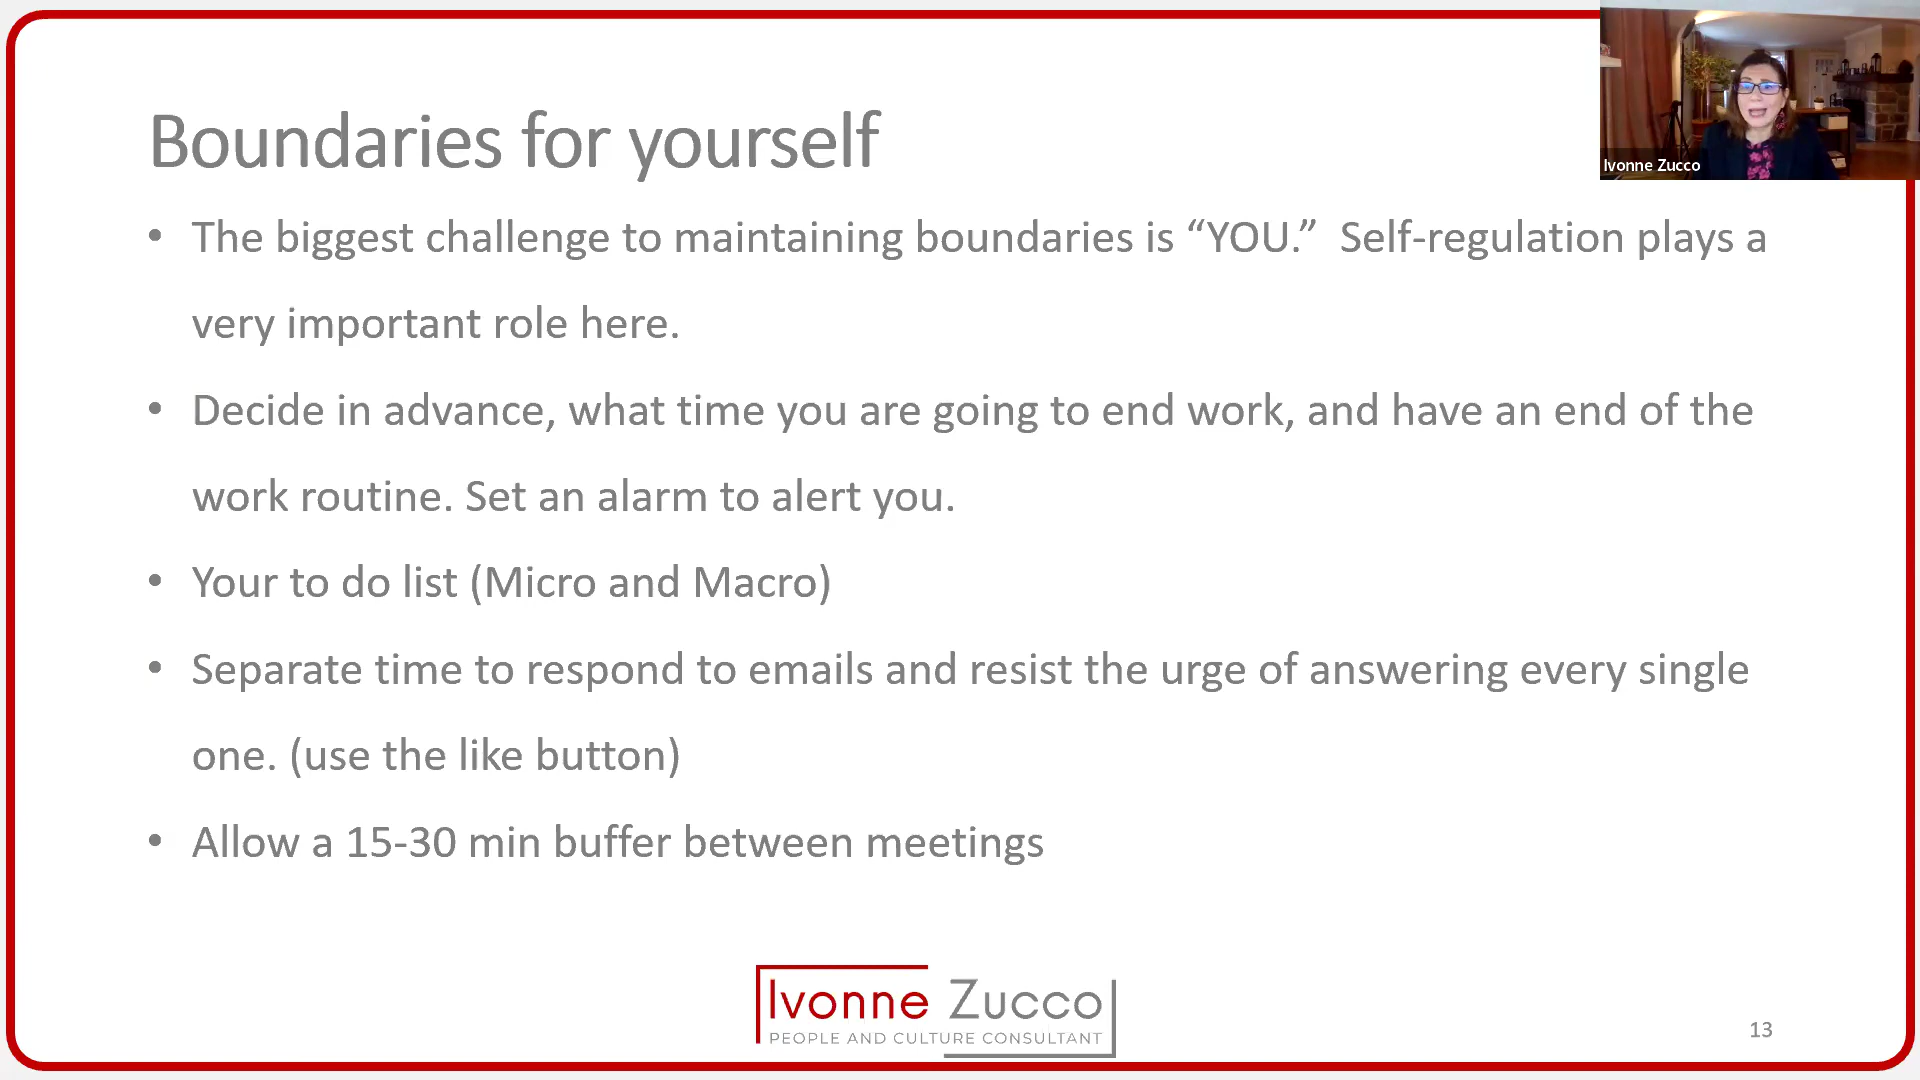 Boundaries for yourself
Ivonne Zucco
• The biggest challenge to maintaining boundaries is “YOU.”  Self-regulation plays a
very important role here.
• Decide in advance, what time you are going to end work, and have an end of the
work routine. Set an alarm to alert you.
• Your to do list (Micro and Macro)
• Separate time to respond to emails and resist the urge of answering every single
one. (use the like button)
• Allow a 15-30 min buffer between meetings
Ivonne Zucco
PEOPLE AND CULTURE CONSULTANT
13